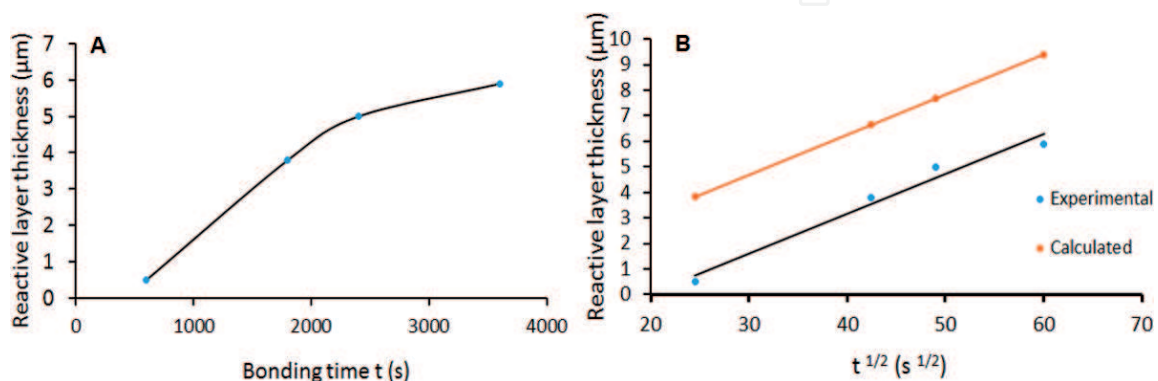 A
Reactive layer thickness (µm)
7
6
5
4
3
2
1
0
0 1000 2000 3000 4000
Bonding time t (s)
B
Reactive layer thickness (µm)
10
9
8
7
6
5
4
3
2
1
0
20 30 40 50 60 70
t 1/2 (s 1/2)
Experimental
Calculated